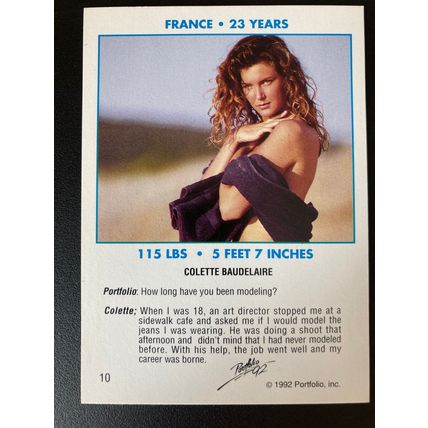 FRANCE • 23 YEARS
115 LBS • 5 FEET 7 INCHES
COLETTE BAUDELAIRE
Portfolio: How long have you been modeling?
Colette; When I was 18, an art director stopped me at a
sidewalk cafe and asked me if I would model the
jeans I was wearing. He was doing a shoot that
afternoon and didn't mind that I had never modeled
before. With his help, the job went well and my
career was borne.
Portfolio
92
10
© 1992 Portfolio, inc.